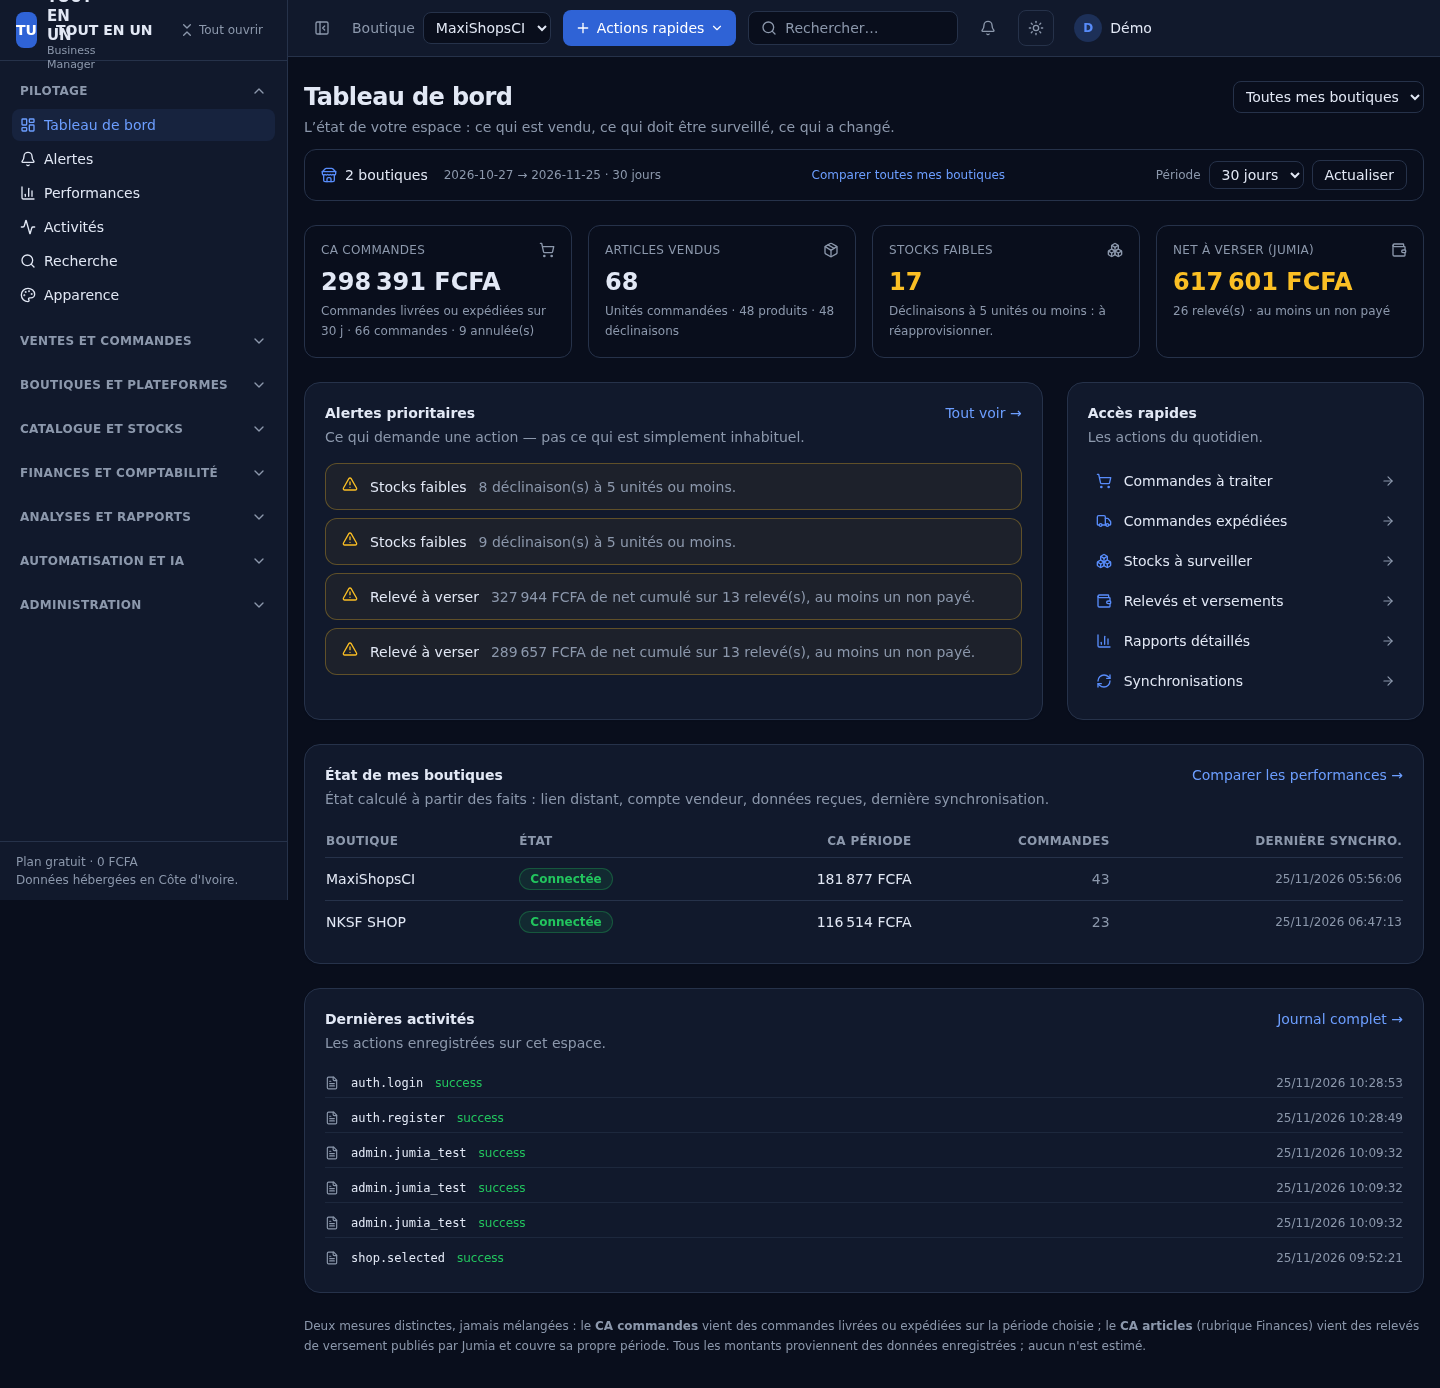 TU
TOUT
EN
UN
TOUT EN UN
Business
Manager
Tout ouvrir
PILOTAGE
Tableau de bord
Alertes
Performances
Activités
Recherche
Apparence
VENTES ET COMMANDES
BOUTIQUES ET PLATEFORMES
CATALOGUE ET STOCKS
FINANCES ET COMPTABILITÉ
ANALYSES ET RAPPORTS
AUTOMATISATION ET IA
ADMINISTRATION
Plan gratuit · 0 FCFA
Données hébergées en Côte d'Ivoire.
Boutique
MaxiShopsCI
Actions rapides
Rechercher…
D
Démo
Tableau de bord
Toutes mes boutiques
L’état de votre espace : ce qui est vendu, ce qui doit être surveillé, ce qui a changé.
2 boutiques
2026-10-27 → 2026-11-25 · 30 jours
Comparer toutes mes boutiques
Période
30 jours
Actualiser
CA COMMANDES
298 391 FCFA
Commandes livrées ou expédiées sur
30 j · 66 commandes · 9 annulée(s)
ARTICLES VENDUS
68
Unités commandées · 48 produits · 48
déclinaisons
STOCKS FAIBLES
17
Déclinaisons à 5 unités ou moins : à
réapprovisionner.
NET À VERSER (JUMIA)
617 601 FCFA
26 relevé(s) · au moins un non payé
Alertes prioritaires
Tout voir →
Ce qui demande une action — pas ce qui est simplement inhabituel.
Stocks faibles 8 déclinaison(s) à 5 unités ou moins.
Stocks faibles 9 déclinaison(s) à 5 unités ou moins.
Relevé à verser 327 944 FCFA de net cumulé sur 13 relevé(s), au moins un non payé.
Relevé à verser 289 657 FCFA de net cumulé sur 13 relevé(s), au moins un non payé.
Accès rapides
Les actions du quotidien.
Commandes à traiter
Commandes expédiées
Stocks à surveiller
Relevés et versements
Rapports détaillés
Synchronisations
État de mes boutiques
Comparer les performances →
État calculé à partir des faits : lien distant, compte vendeur, données reçues, dernière synchronisation.
BOUTIQUE ÉTAT CA PÉRIODE COMMANDES DERNIÈRE SYNCHRO.
MaxiShopsCI Connectée 181 877 FCFA 43 25/11/2026 05:56:06
NKSF SHOP Connectée 116 514 FCFA 23 25/11/2026 06:47:13
Dernières activités
Journal complet →
Les actions enregistrées sur cet espace.
auth.login success 25/11/2026 10:28:53
auth.register success 25/11/2026 10:28:49
admin.jumia_test success 25/11/2026 10:09:32
admin.jumia_test success 25/11/2026 10:09:32
admin.jumia_test success 25/11/2026 10:09:32
shop.selected success 25/11/2026 09:52:21
Deux mesures distinctes, jamais mélangées : le CA commandes vient des commandes livrées ou expédiées sur la période choisie ; le CA articles (rubrique Finances) vient des relevés
de versement publiés par Jumia et couvre sa propre période. Tous les montants proviennent des données enregistrées ; aucun n'est estimé.